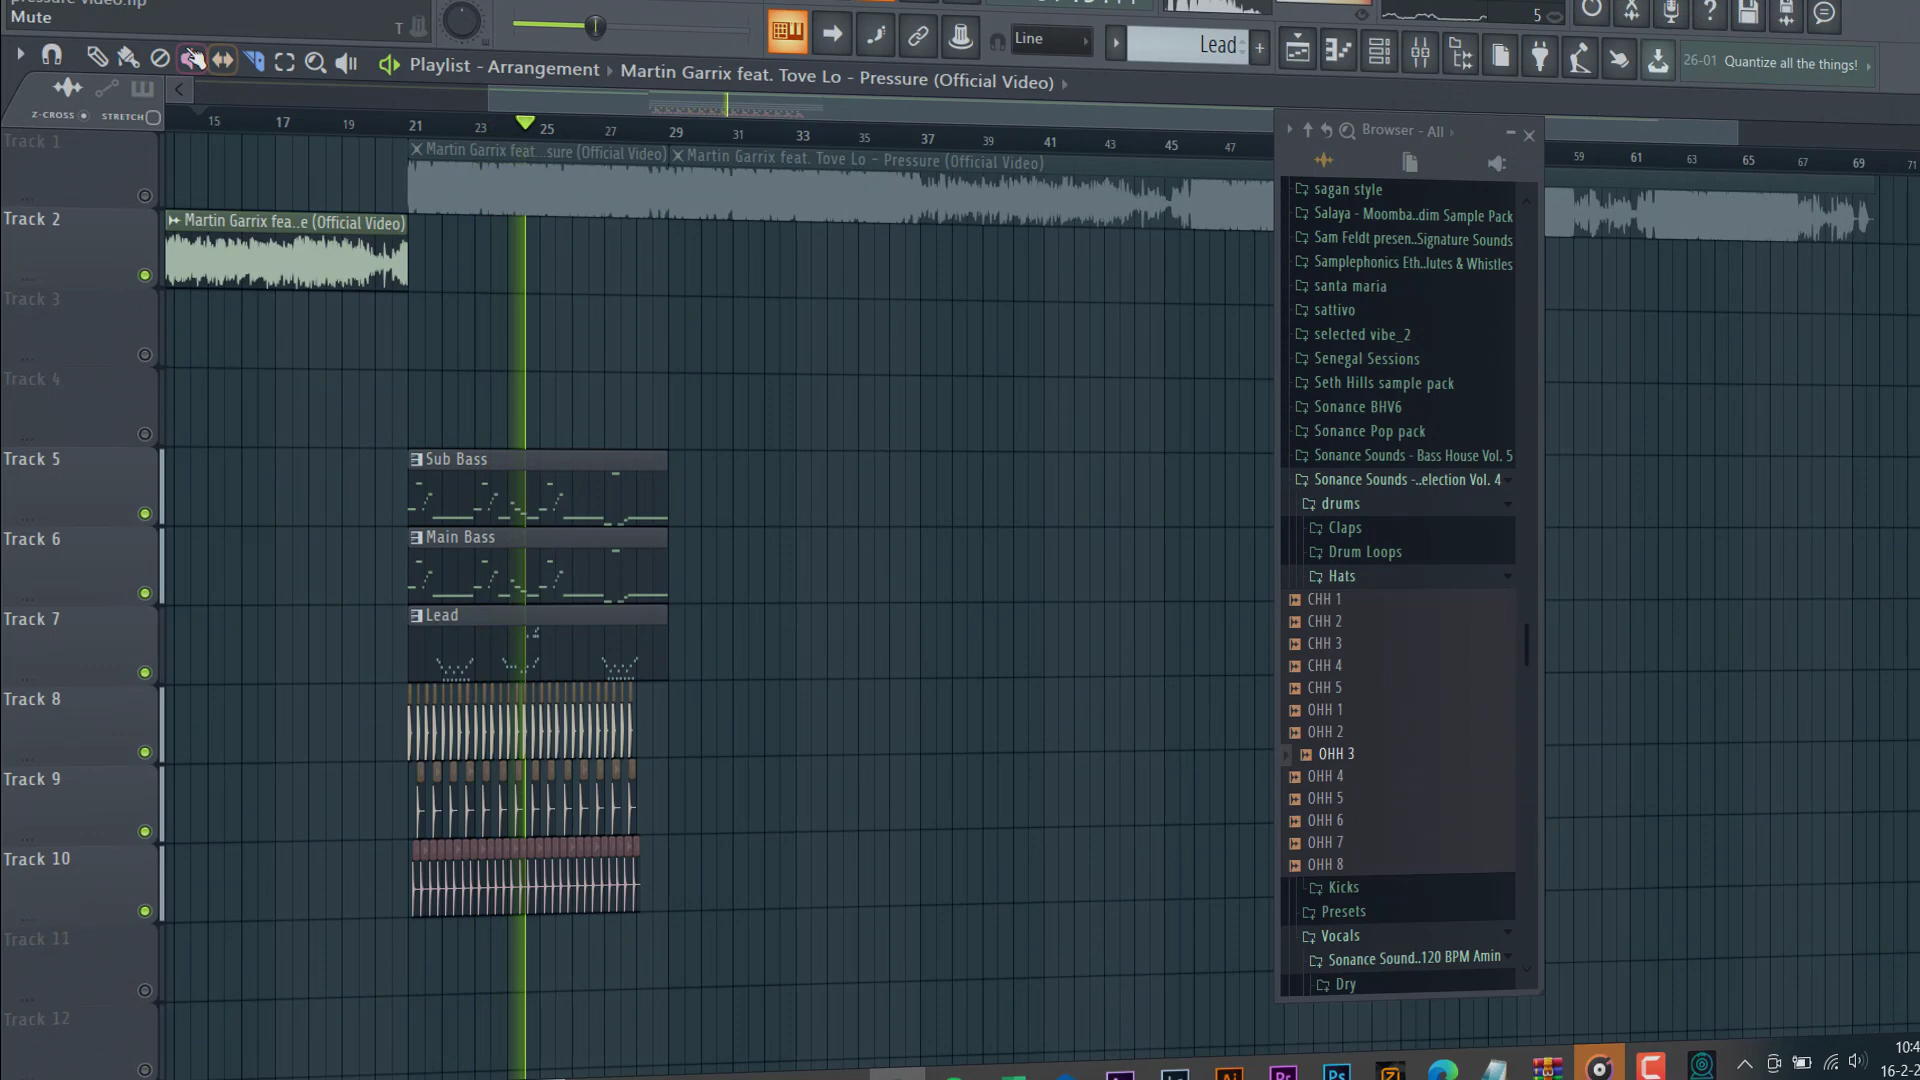 pressure video.flp
Mute
T
Line
Lead
+
5
?
26-01 Quantize all the things!
Playlist - Arrangement › Martin Garrix feat. Tove Lo - Pressure (Official Video) ›
Z-CROSS STRETCH
15 17 19 21 23 25 27 29 31 33 35 37 39 41 43 45 47 59 61 63 65 67 69 71
Track 1
Martin Garrix feat...sure (Official Video)
Martin Garrix feat. Tove Lo - Pressure (Official Video)
Track 2
Martin Garrix fea..e (Official Video)
Track 3
Track 4
Track 5
Sub Bass
Track 6
Main Bass
Track 7
Lead
Track 8
Track 9
Track 10
Track 11
Track 12
Browser - All
sagan style
Salaya - Moomba..dim Sample Pack
Sam Feldt presen..Signature Sounds
Samplephonics Eth..lutes & Whistles
santa maria
sattivo
selected vibe_2
Senegal Sessions
Seth Hills sample pack
Sonance BHV6
Sonance Pop pack
Sonance Sounds - Bass House Vol. 5
Sonance Sounds -..election Vol. 4
drums
Claps
Drum Loops
Hats
CHH 1
CHH 2
CHH 3
CHH 4
CHH 5
OHH 1
OHH 2
OHH 3
OHH 4
OHH 5
OHH 6
OHH 7
OHH 8
Kicks
Presets
Vocals
Sonance Sound..120 BPM Amin
Dry
Ai
Pr
Ps